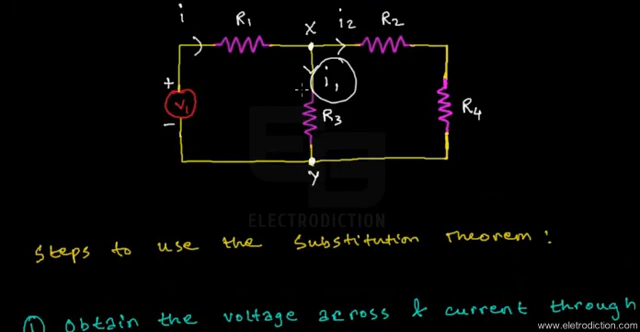 i R1 X i2 R2
+ V1 -
i1
R3
R4
Y
ELECTRODICTION
Steps to use the Substitution Theorem:
① Obtain the voltage across & current through
www.eletrodiction.com